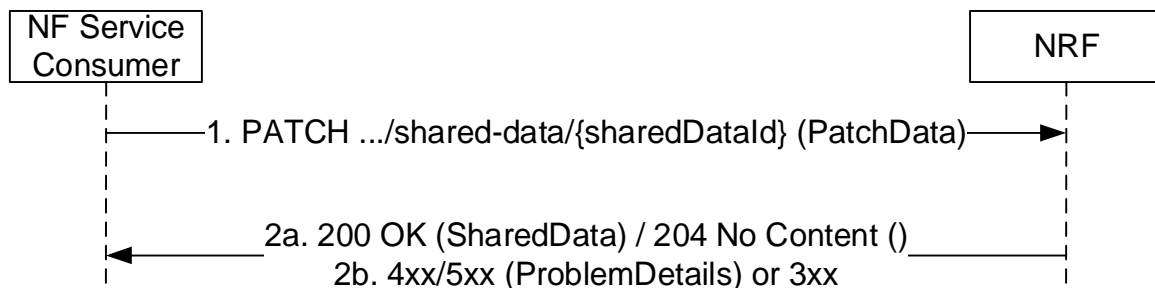 NF Service
Consumer
NRF
1. PATCH .../shared-data/{sharedDataId} (PatchData)
2a. 200 OK (SharedData) / 204 No Content ()
2b. 4xx/5xx (ProblemDetails) or 3xx